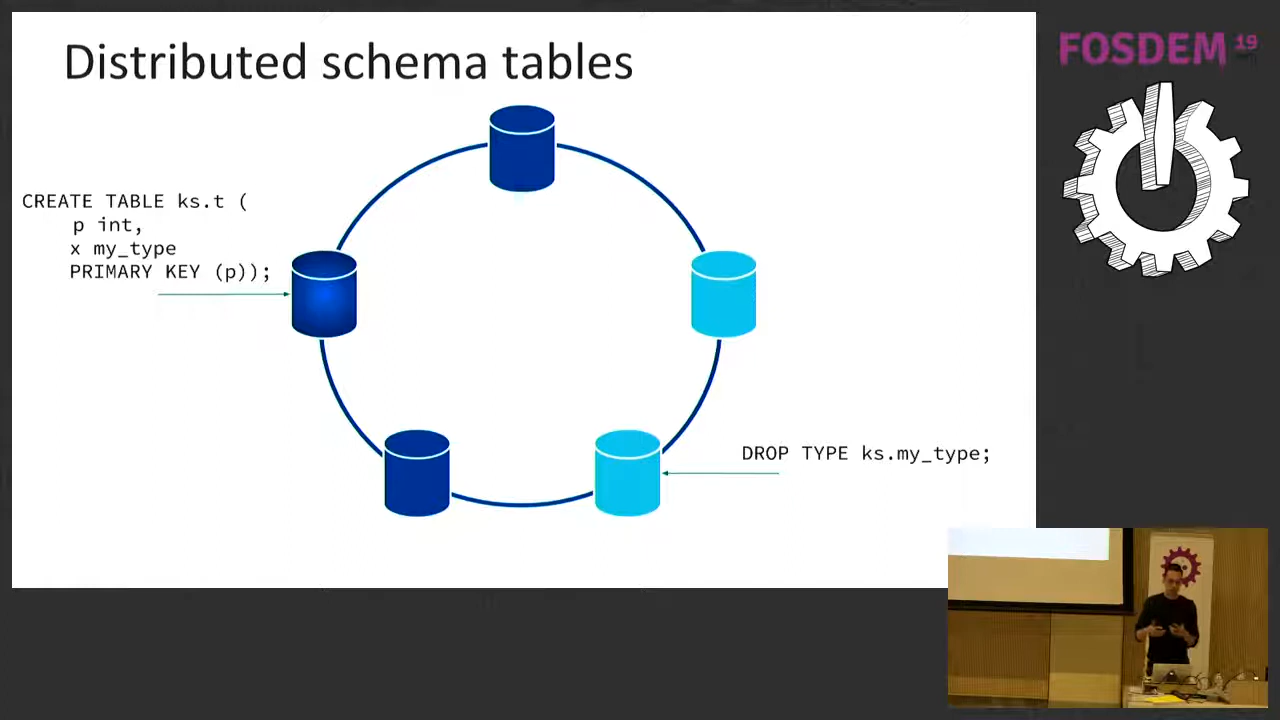 Distributed schema tables
CREATE TABLE ks.t (
p int,
x my_type
PRIMARY KEY (p));
DROP TYPE ks.my_type;
FOSDEM 19